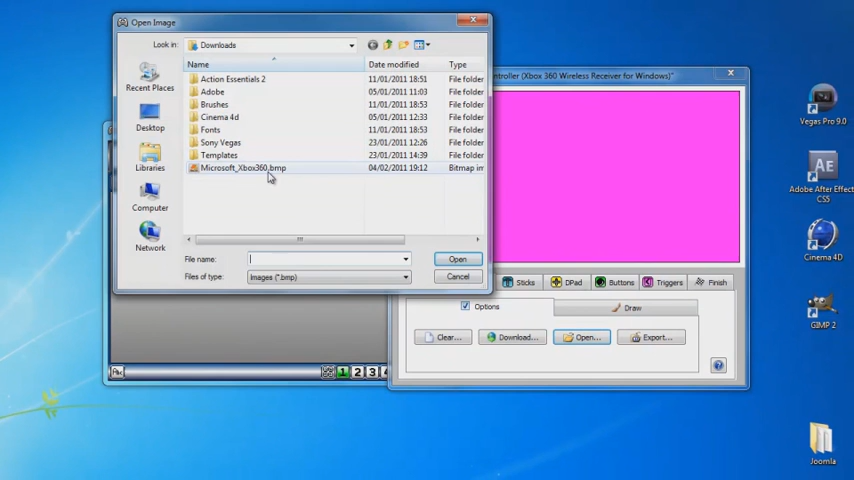 Open Image
Look in: Downloads
Name Date modified Type
Action Essentials 2 11/01/2011 18:51 File folder
Adobe 05/01/2011 11:03 File folder
Brushes 11/01/2011 18:53 File folder
Cinema 4d 05/01/2011 12:33 File folder
Fonts 11/01/2011 18:53 File folder
Sony Vegas 23/01/2011 12:26 File folder
Templates 23/01/2011 14:39 File folder
Microsoft_Xbox360.bmp 04/02/2011 19:12 Bitmap im
Recent Places
Desktop
Libraries
Computer
Network
File name:
Open
Files of type: Images (*.bmp)
Cancel
ntroller (Xbox 360 Wireless Receiver for Windows)"
Sticks DPad Buttons Triggers Finish
Options Draw
Clear... Download... Open... Export...
1 2 3
Vegas Pro 9.0
Adobe After Effect
CS5
Cinema 4D
GIMP 2
Joomla